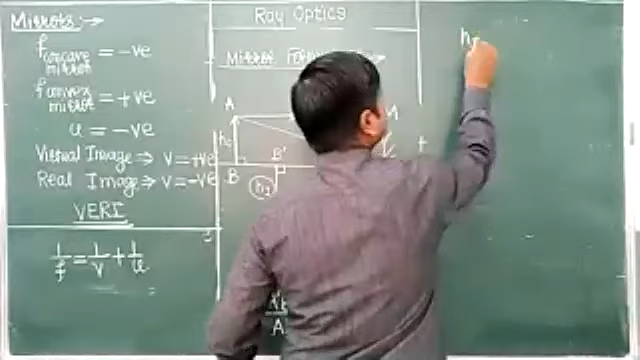 Mirrors:→
f concave mirror = -ve
f convex mirror = +ve
u = -ve
Virtual Image ⇒ v = +ve
Real Image ⇒ v = -ve
VERI
1/f = 1/v + 1/u
Ray Optics
Mirror
A
M
h₁
B
B'
h₂
A
h